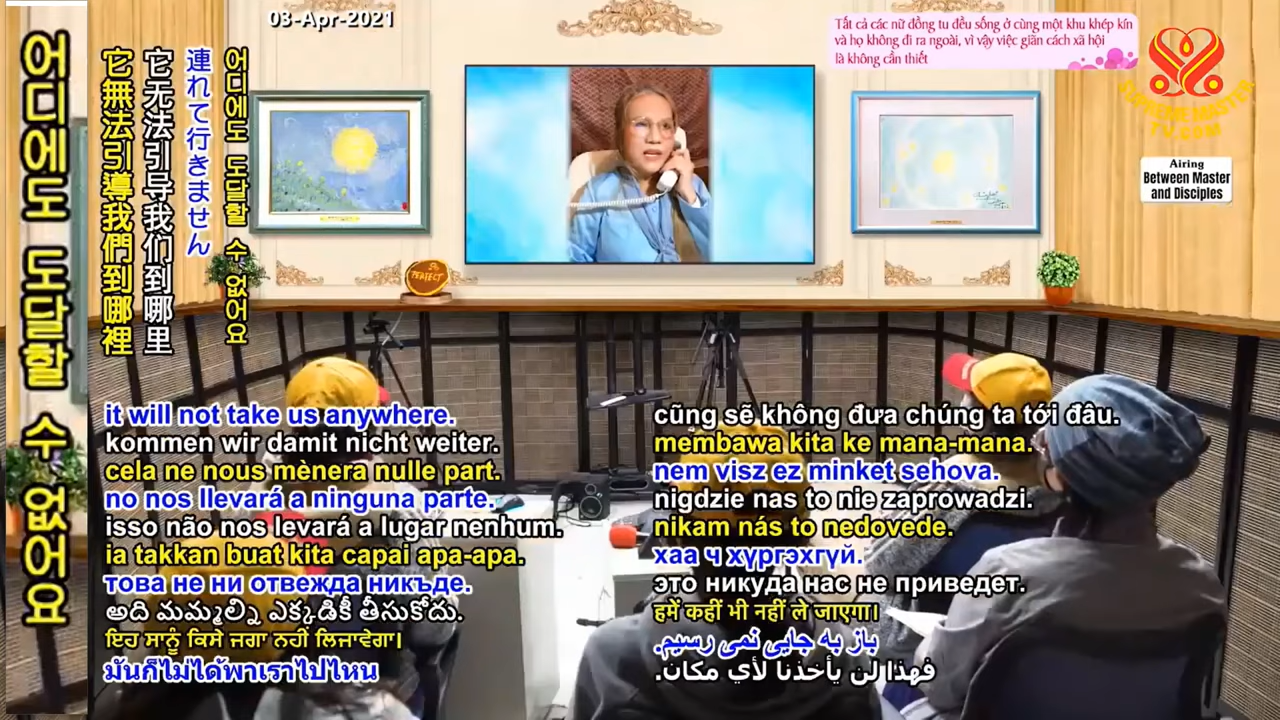 03-Apr-2021
Tất cả các nữ đồng tu đều sống ở cùng một khu khép kín
và họ không đi ra ngoài, vì vậy việc giãn cách xã hội
là không cần thiết
SUPREME MASTER
TV.COM
Airing
Between Master
and Disciples
PERFECT
어디에도 도달할 수 없어요
它無法引導我們到哪裡
它无法引导我们到哪里
連れて行きません
어디에도 도달할 수 없어요
it will not take us anywhere.
kommen wir damit nicht weiter.
cela ne nous mènera nulle part.
no nos llevará a ninguna parte.
isso não nos levará a lugar nenhum.
ia takkan buat kita capai apa-apa.
това не ни отвежда никъде.
అది మమ్మల్ని ఎక్కడికీ తీసుకోదు.
ਇਹ ਸਾਨੂੰ ਕਿਸੇ ਜਗਾ ਨਹੀਂ ਲਿਜਾਵੇਗਾ।
มันก็ไม่ได้พาเราไปไหน
cũng sẽ không đưa chúng ta tới đâu.
membawa kita ke mana-mana.
nem visz ez minket sehova.
nigdzie nas to nie zaprowadzi.
nikam nás to nedovede.
хаа ч хүргэхгүй.
это никуда нас не приведет.
हमें कहीं भी नहीं ले जाएगा।
باز به جایی نمی رسیم.
فهذا لن يأخذنا لأي مكان.